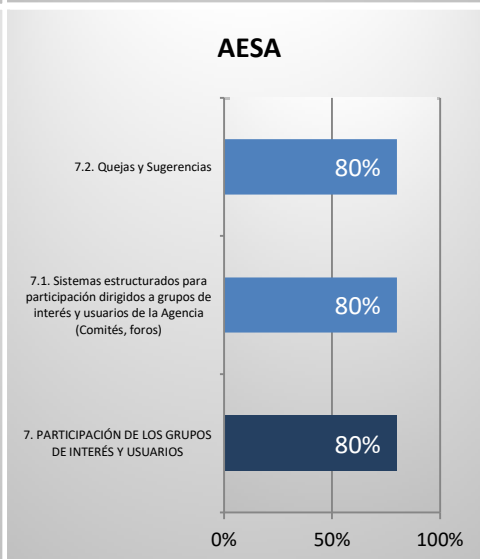 AESA
7.2. Quejas y Sugerencias
80%
7.1. Sistemas estructurados para
participación dirigidos a grupos de
interés y usuarios de la Agencia
(Comités, foros)
80%
7. PARTICIPACIÓN DE LOS GRUPOS
DE INTERÉS Y USUARIOS
80%
0% 50% 100%